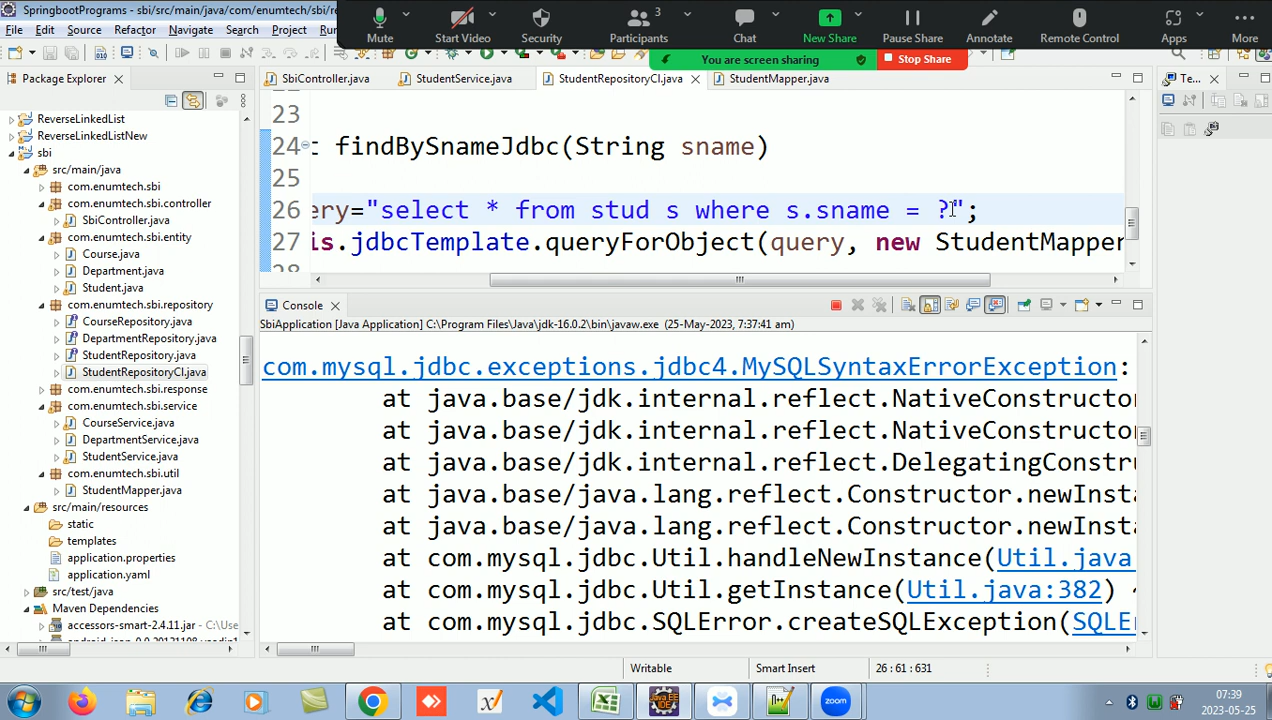 SpringbootPrograms - sbi/src/main/java/com/enumtech/sbi/re
File Edit Source Refactor Navigate Search Project Run
Mute
Start Video
Security
3
Participants
Chat
New Share
Pause Share
Annotate
Remote Control
Apps
More
You are screen sharing
Stop Share
Package Explorer
SbiController.java
StudentService.java
StudentRepositoryCI.java
StudentMapper.java
Te...
ReverseLinkedList
ReverseLinkedListNew
sbi
src/main/java
com.enumtech.sbi
com.enumtech.sbi.controller
SbiController.java
com.enumtech.sbi.entity
Course.java
Department.java
Student.java
com.enumtech.sbi.repository
CourseRepository.java
DepartmentRepository.java
StudentRepository.java
StudentRepositoryCI.java
com.enumtech.sbi.response
com.enumtech.sbi.service
CourseService.java
DepartmentService.java
StudentService.java
com.enumtech.sbi.util
StudentMapper.java
src/main/resources
static
templates
application.properties
application.yaml
src/test/java
Maven Dependencies
accessors-smart-2.4.11.jar - C:\Use
23
24 t findBySnameJdbc(String sname)
25
26 ery="select * from stud s where s.sname = ?";
27 is.jdbcTemplate.queryForObject(query, new StudentMapper
28
Console
SbiApplication [Java Application] C:\Program Files\Java\jdk-16.0.2\bin\javaw.exe (25-May-2023, 7:37:41 am)
com.mysql.jdbc.exceptions.jdbc4.MySQLSyntaxErrorException:
at java.base/jdk.internal.reflect.NativeConstructo
at java.base/jdk.internal.reflect.NativeConstructo
at java.base/jdk.internal.reflect.DelegatingConstru
at java.base/java.lang.reflect.Constructor.newInsta
at java.base/java.lang.reflect.Constructor.newInsta
at com.mysql.jdbc.Util.handleNewInstance(Util.java
at com.mysql.jdbc.Util.getInstance(Util.java:382) ~
at com.mysql.jdbc.SQLError.createSQLException(SQLE
Writable
Smart Insert
26 : 61 : 631
zoom
07:39
2023-05-25